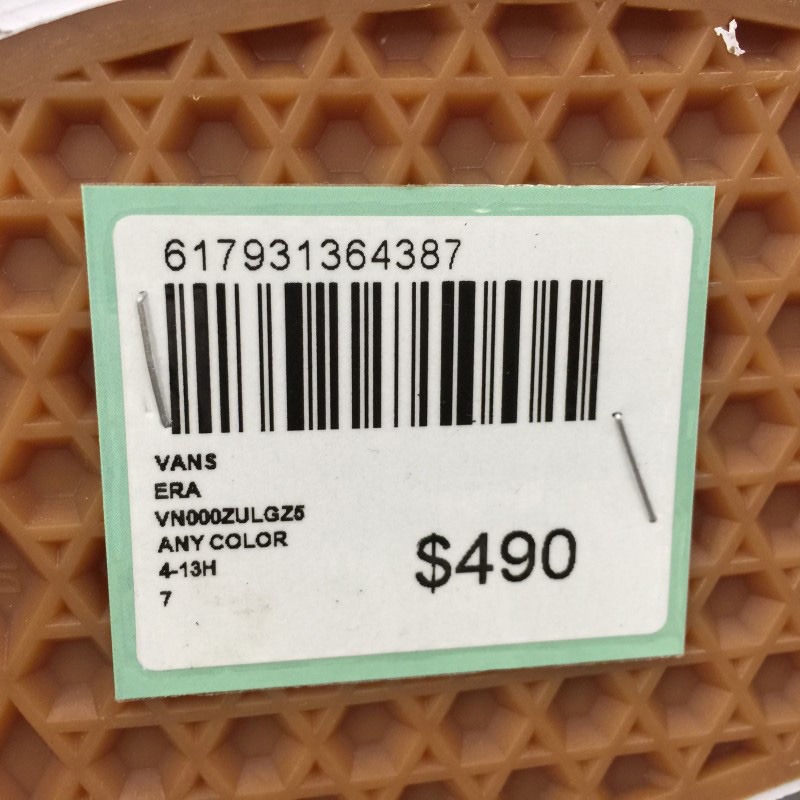 617931364387
VANS
ERA
VN000ZULGZ5
ANY COLOR
4-13H
7
$490